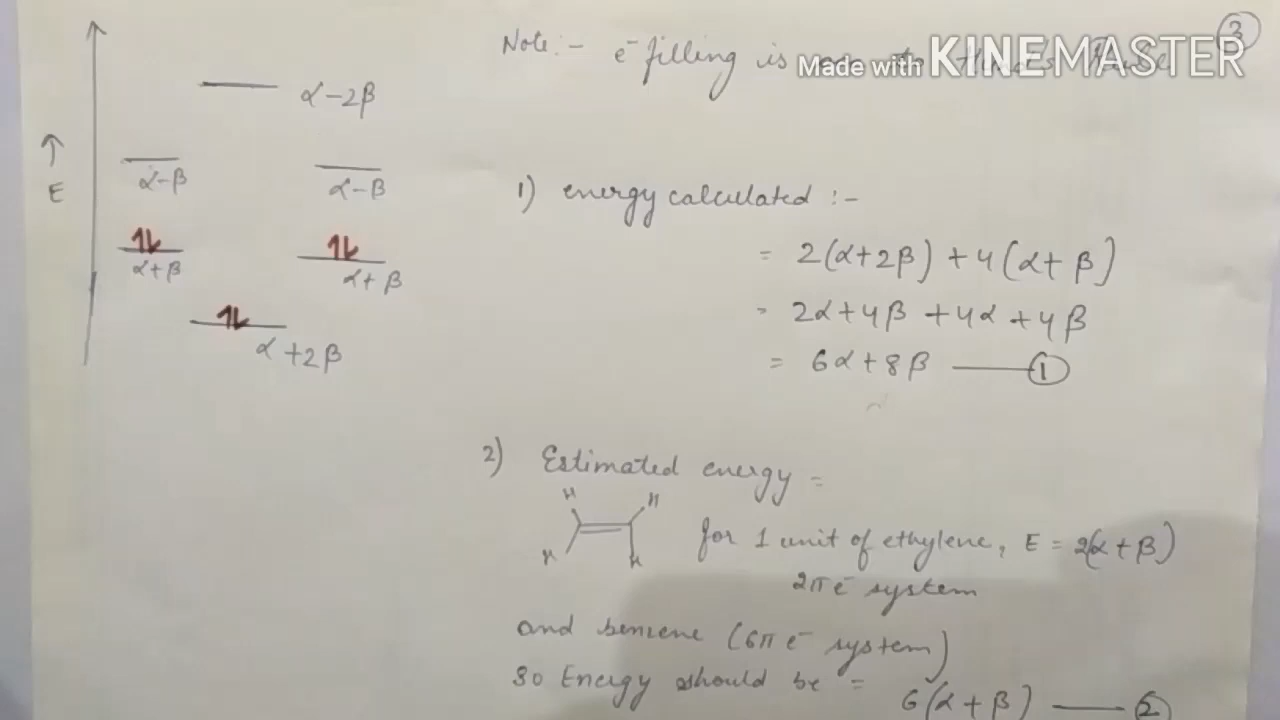 3
Note:- e⁻ filling is
Made with KINEMASTER
E
α-2β
α-β
α-β
α+β
α+β
α+2β
1) energy calculated :-
= 2(α+2β) + 4(α+β)
= 2α+4β +4α+4β
= 6α+8β —— 1
2) Estimated energy =
H H
H H
for 1 unit of ethylene, E = 2(α+β)
2π e⁻ system
and benzene (6π e⁻ system)
so Energy should be =
6(α+β) —— 2